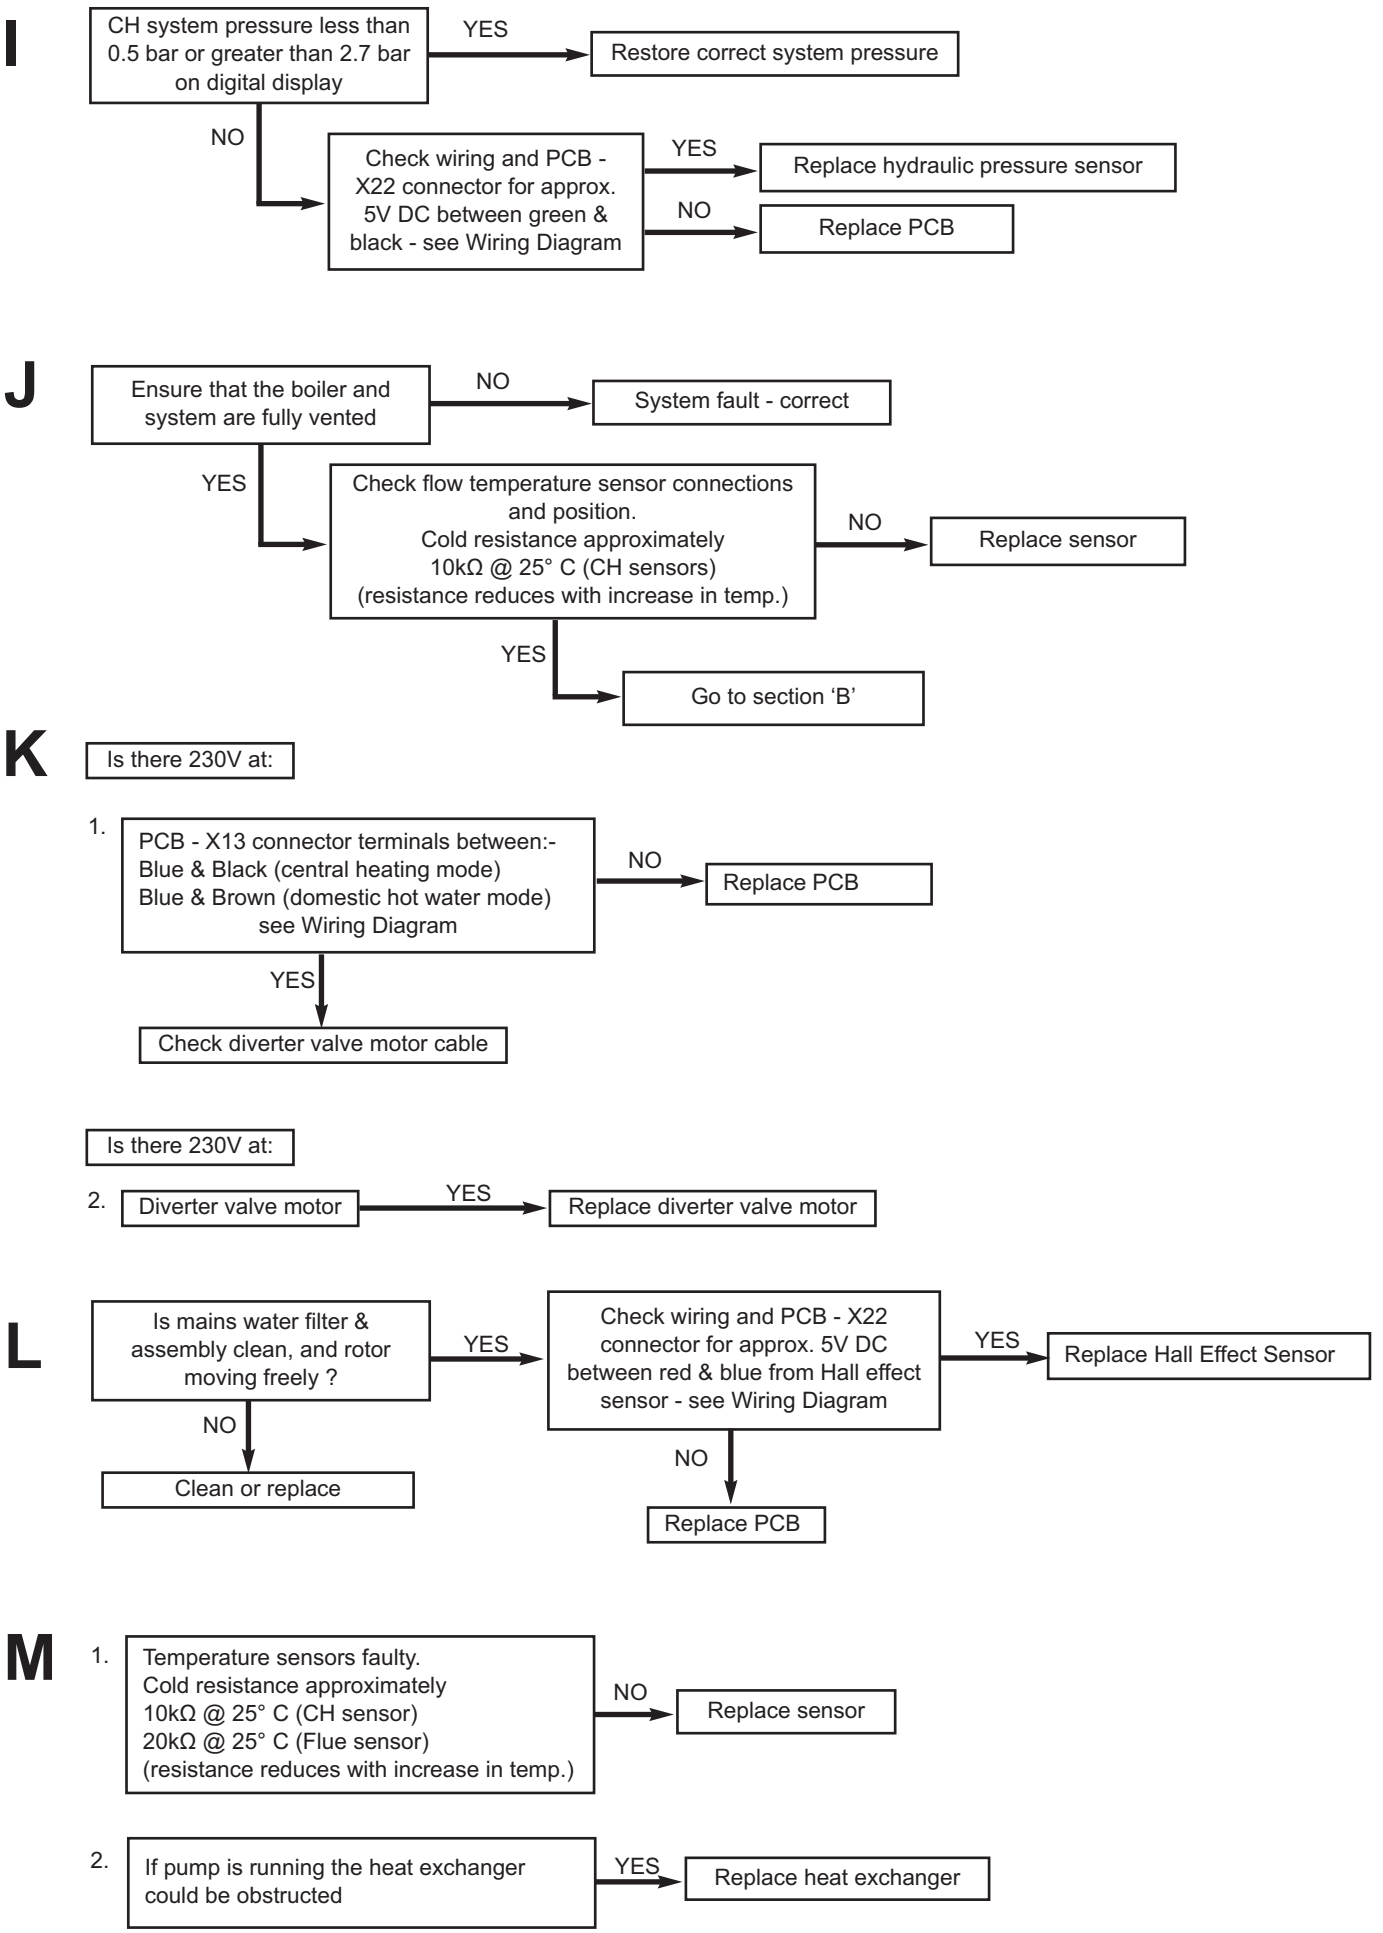 I
CH system pressure less than
0.5 bar or greater than 2.7 bar
on digital display
YES
Restore correct system pressure
NO
Check wiring and PCB -
X22 connector for approx.
5V DC between green &
black - see Wiring Diagram
YES
Replace hydraulic pressure sensor
NO
Replace PCB
J
Ensure that the boiler and
system are fully vented
NO
System fault - correct
YES
Check flow temperature sensor connections
and position.
Cold resistance approximately
10kΩ @ 25° C (CH sensors)
(resistance reduces with increase in temp.)
NO
Replace sensor
YES
Go to section ‘B’
K
Is there 230V at:
1.
PCB - X13 connector terminals between:-
Blue & Black (central heating mode)
Blue & Brown (domestic hot water mode)
see Wiring Diagram
NO
Replace PCB
YES
Check diverter valve motor cable
Is there 230V at:
2.
Diverter valve motor
YES
Replace diverter valve motor
L
Is mains water filter &
assembly clean, and rotor
moving freely ?
YES
Check wiring and PCB - X22
connector for approx. 5V DC
between red & blue from Hall effect
sensor - see Wiring Diagram
YES
Replace Hall Effect Sensor
NO
Clean or replace
NO
Replace PCB
M
1.
Temperature sensors faulty.
Cold resistance approximately
10kΩ @ 25° C (CH sensor)
20kΩ @ 25° C (Flue sensor)
(resistance reduces with increase in temp.)
NO
Replace sensor
2.
If pump is running the heat exchanger
could be obstructed
YES
Replace heat exchanger